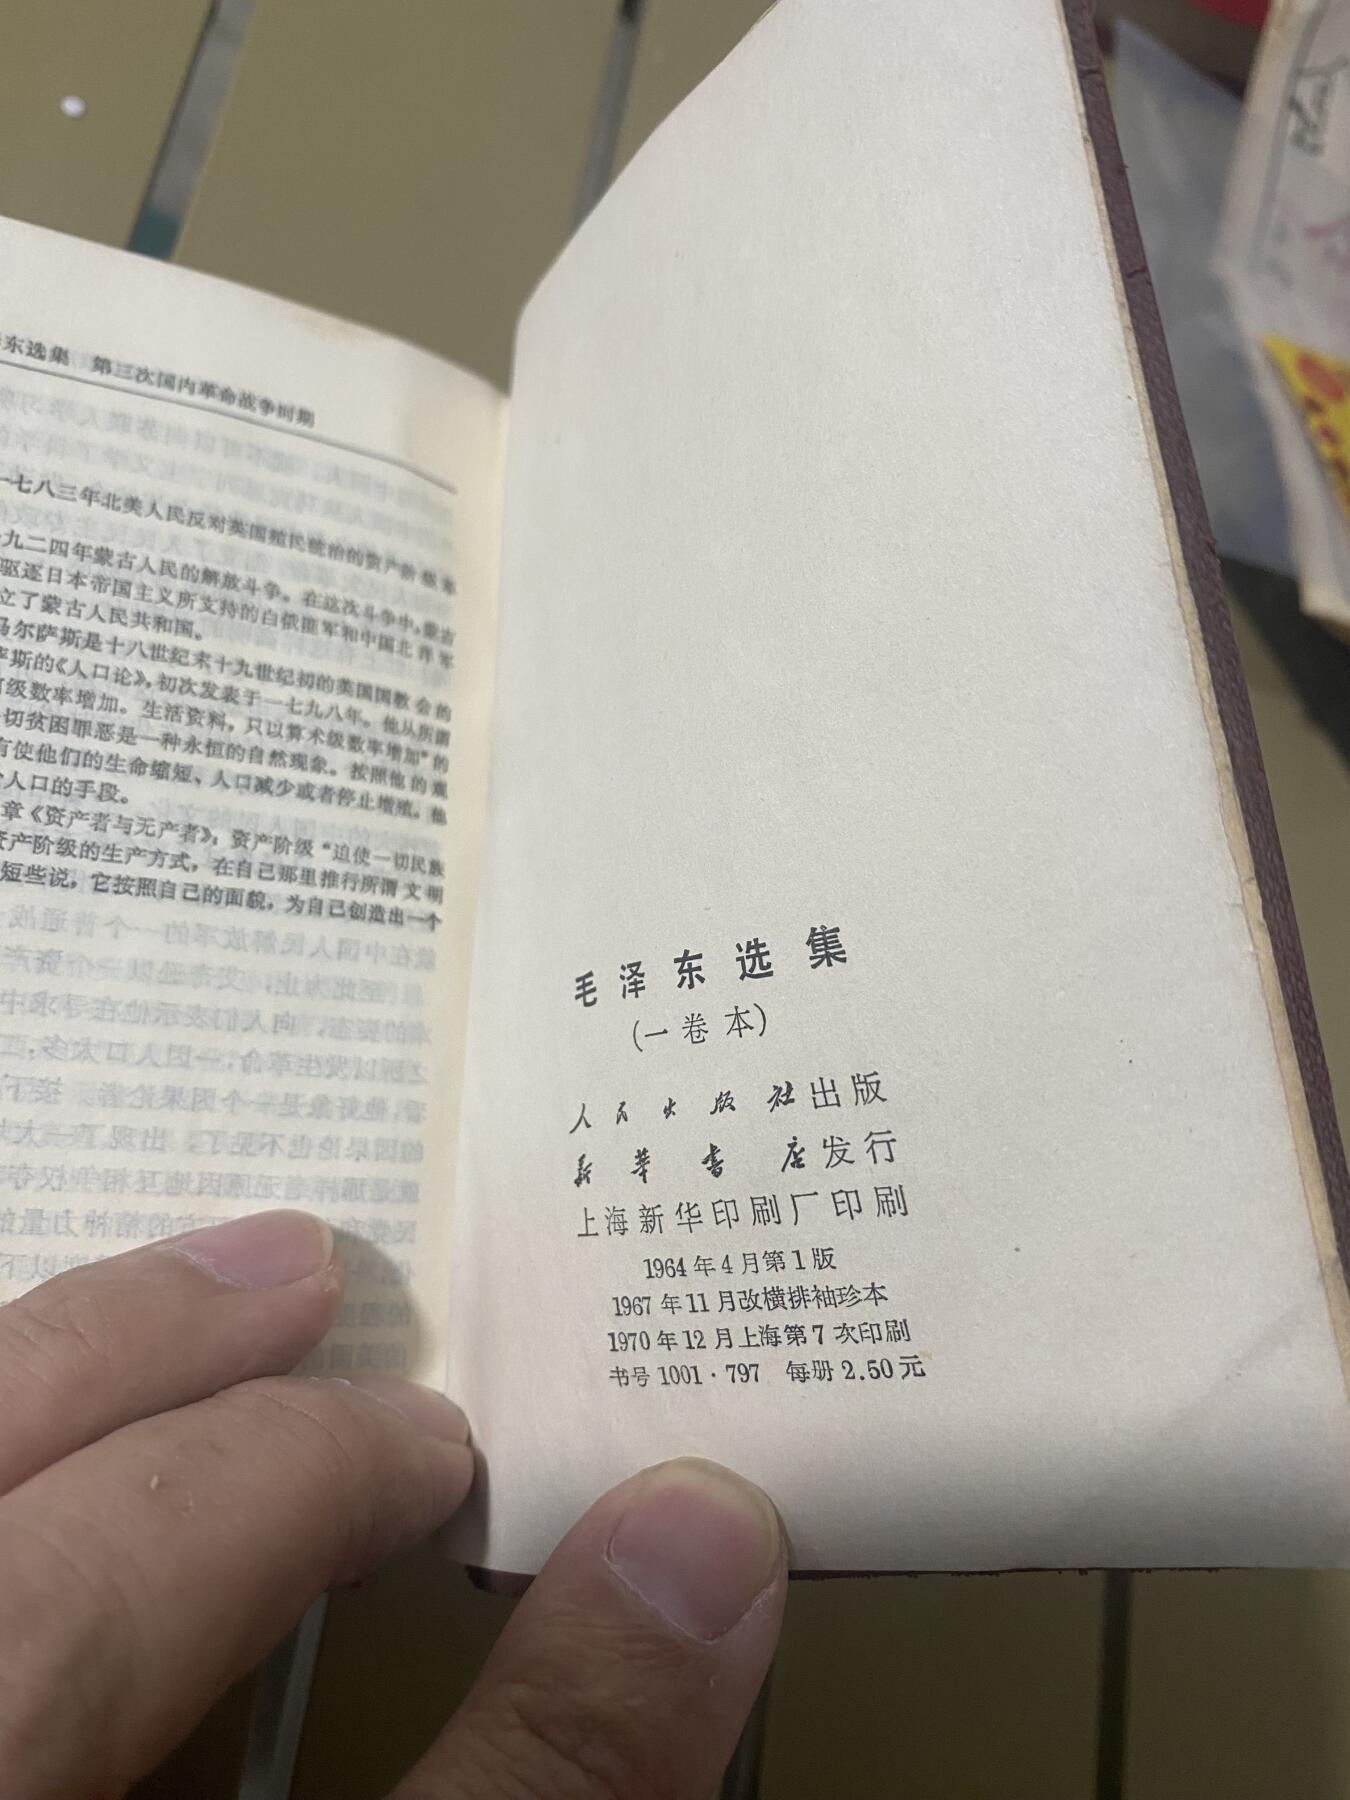 东选集 第三次国内革命战争时期
一七八三年北美人民反对英国殖民统治的资产阶级革
九二四年蒙古人民的解放斗争。在这次斗争中，蒙古
驱逐日本帝国主义所支持的白俄匪军和中国北洋军
立了蒙古人民共和国。
马尔萨斯是十八世纪末十九世纪初的英国国教会的
萨斯的《人口论》，初次发表于一七九八年。他从所谓
级数率增加。生活资料，只以算术级数率增加”的
切贫困罪恶是一种永恒的自然现象。按照他的观
有使他们的生命缩短、人口减少或者停止增殖。他
人口的手段。
章《资产者与无产者》：资产阶级“迫使一切民族
资产阶级的生产方式，在自己那里推行所谓文明
短些说，它按照自己的面貌，为自己创造出一个
毛泽东选集
（一卷本）
人民出版社出版
新华书店发行
上海新华印刷厂印刷
1964年4月第1版
1967年11月改横排袖珍本
1970年12月上海第7次印刷
书号1001·797 每册2.50元